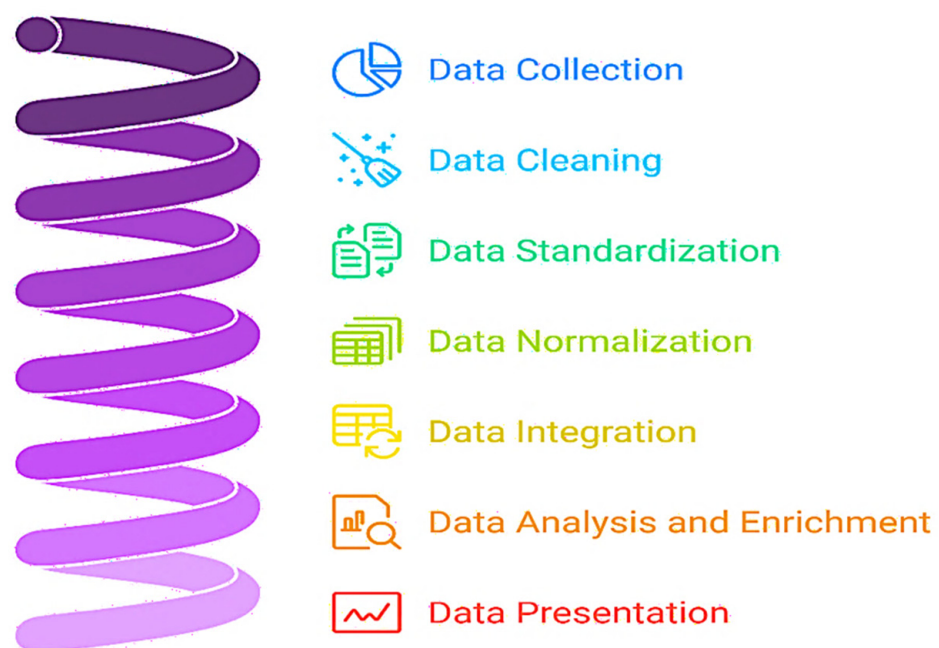 Data Collection
Data Cleaning
Data Standardization
Data Normalization
Data Integration
Data Analysis and Enrichment
Data Presentation